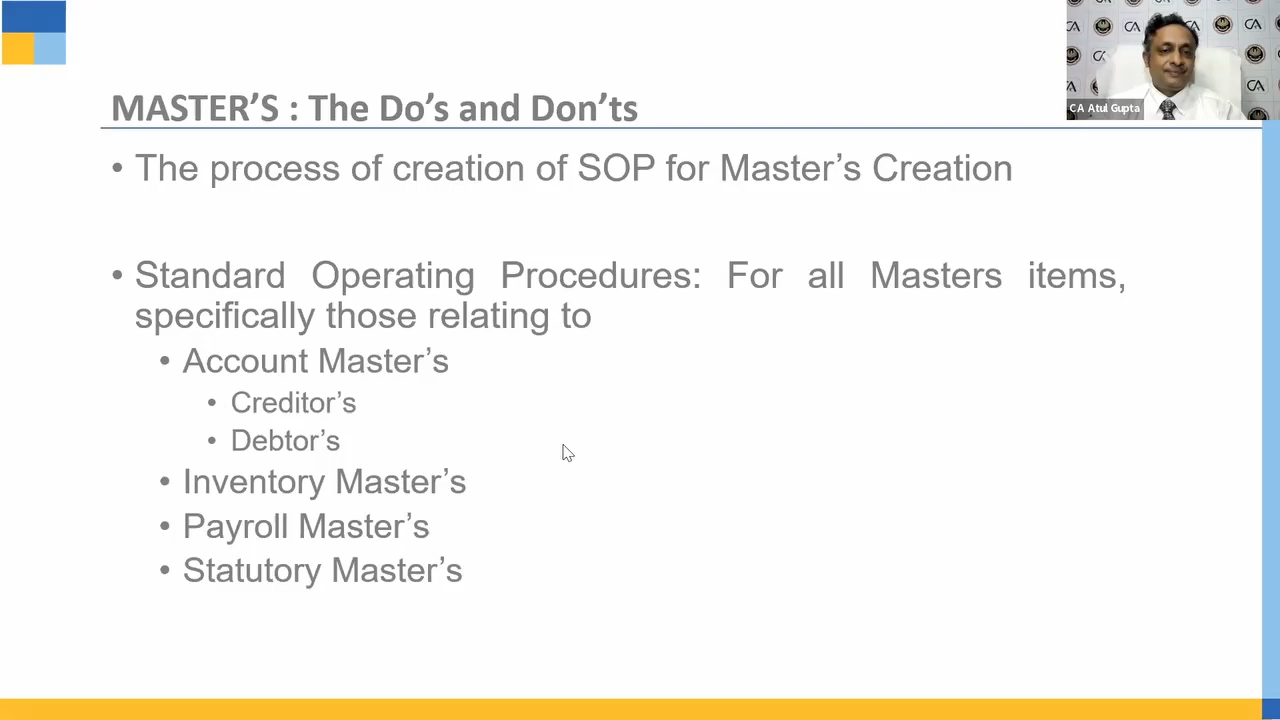 CA Atul Gupta
MASTER’S : The Do’s and Don’ts
• The process of creation of SOP for Master’s Creation
• Standard Operating Procedures: For all Masters items,
specifically those relating to
• Account Master’s
• Creditor’s
• Debtor’s
• Inventory Master’s
• Payroll Master’s
• Statutory Master’s